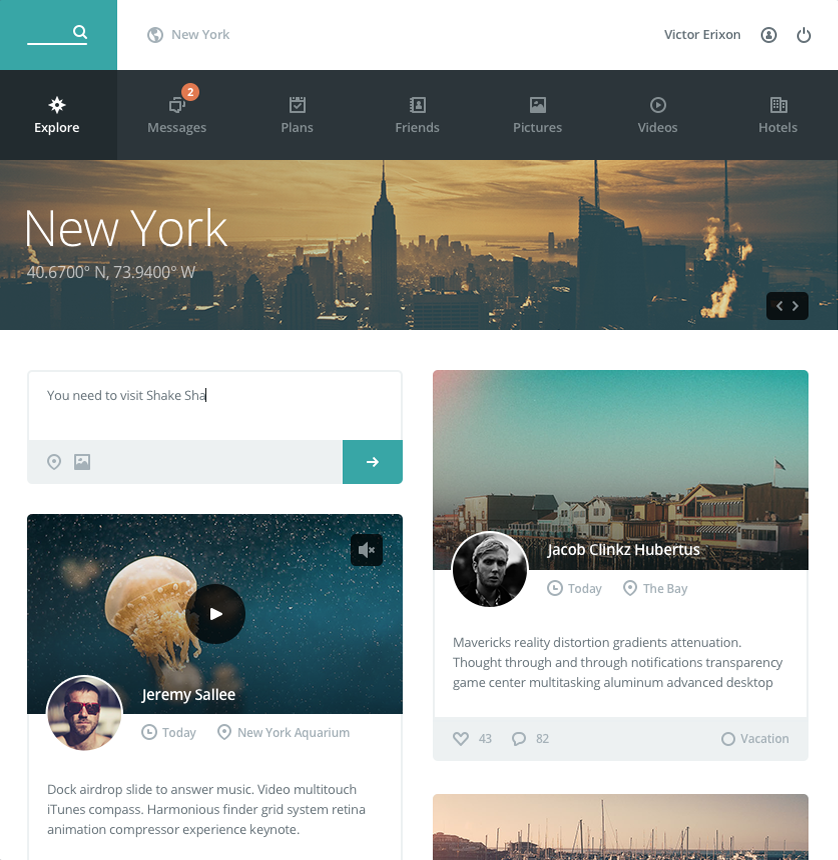 New York
Victor Erixon
2
Explore
Messages
Plans
Friends
Pictures
Videos
Hotels
New York
40.6700° N, 73.9400° W
You need to visit Shake Sha
Jeremy Sallee
Today
New York Aquarium
Dock airdrop slide to answer music. Video multitouch
iTunes compass. Harmonious finder grid system retina
animation compressor experience keynote.
Jacob Clinkz Hubertus
Today
The Bay
Mavericks reality distortion gradients attenuation.
Thought through and through notifications transparency
game center multitasking aluminum advanced desktop
43
82
Vacation